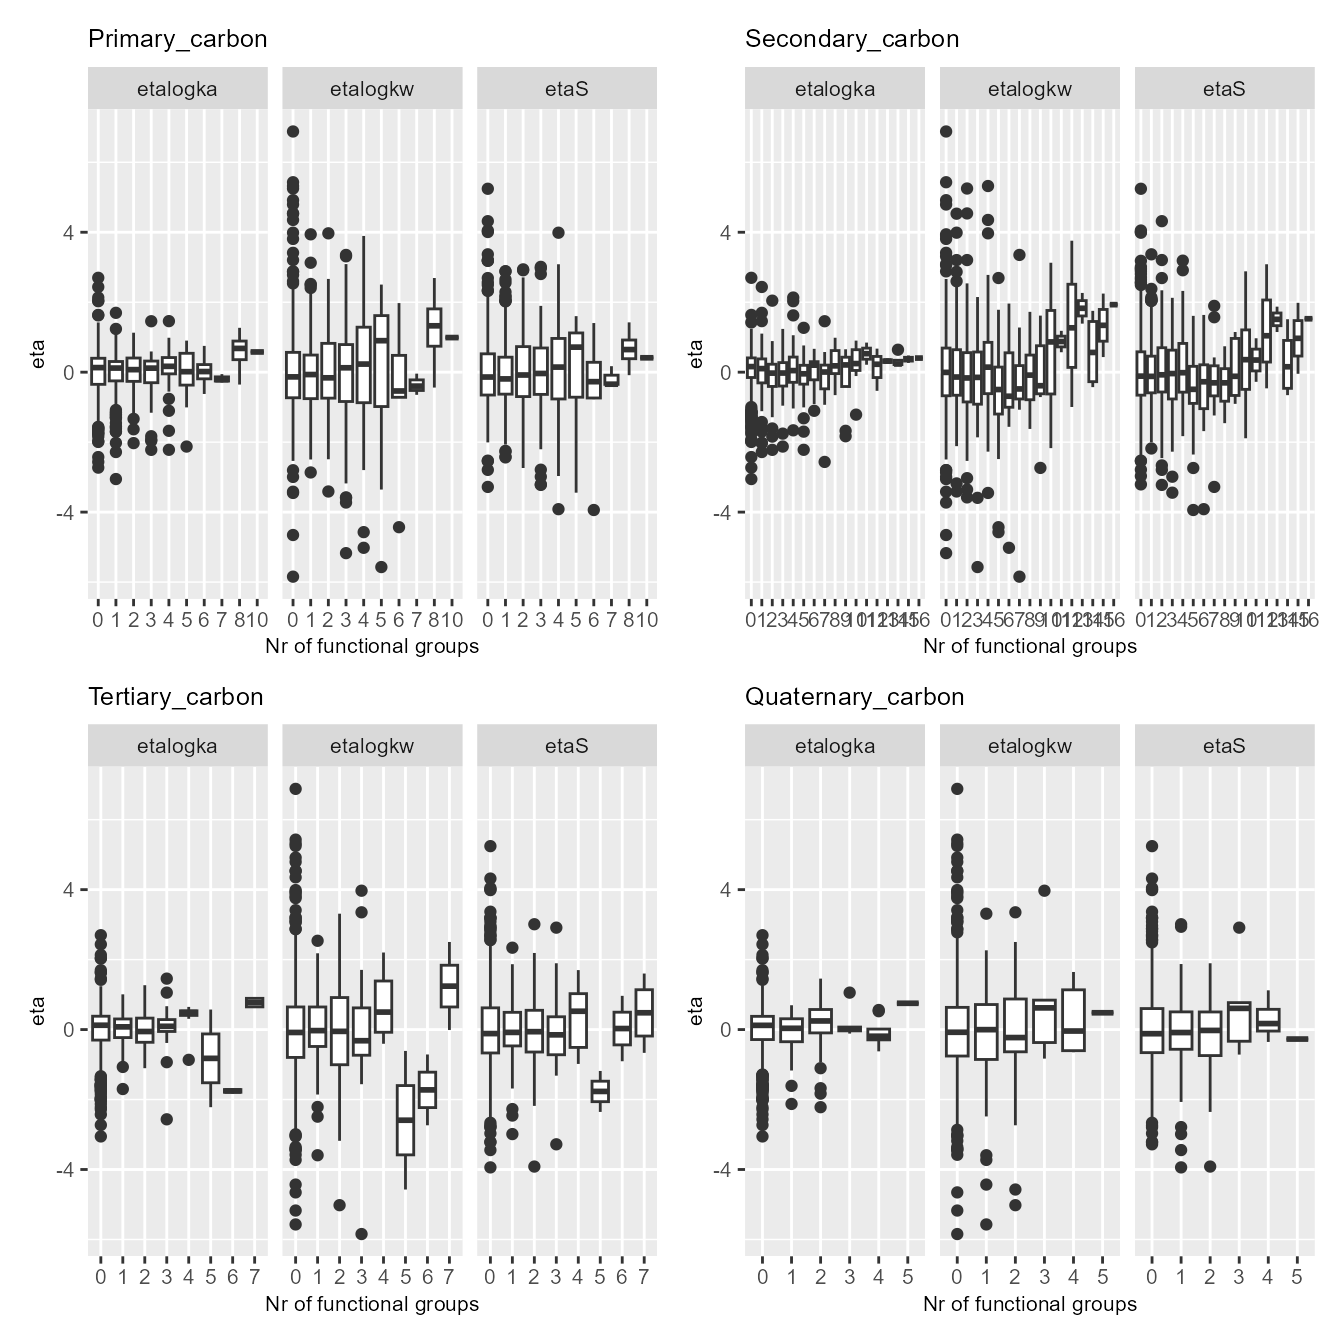 Primary_carbon
etalogka etalogkw etaS
eta
4
0
-4
0 1 2 3 4 5 6 7 8 10 0 1 2 3 4 5 6 7 8 10 0 1 2 3 4 5 6 7 8 10
Nr of functional groups
Secondary_carbon
etalogka etalogkw etaS
eta
4
0
-4
Nr of functional groups
Tertiary_carbon
etalogka etalogkw etaS
eta
4
0
-4
0 1 2 3 4 5 6 7 0 1 2 3 4 5 6 7 0 1 2 3 4 5 6 7
Nr of functional groups
Quaternary_carbon
etalogka etalogkw etaS
eta
4
0
-4
0 1 2 3 4 5 0 1 2 3 4 5 0 1 2 3 4 5
Nr of functional groups